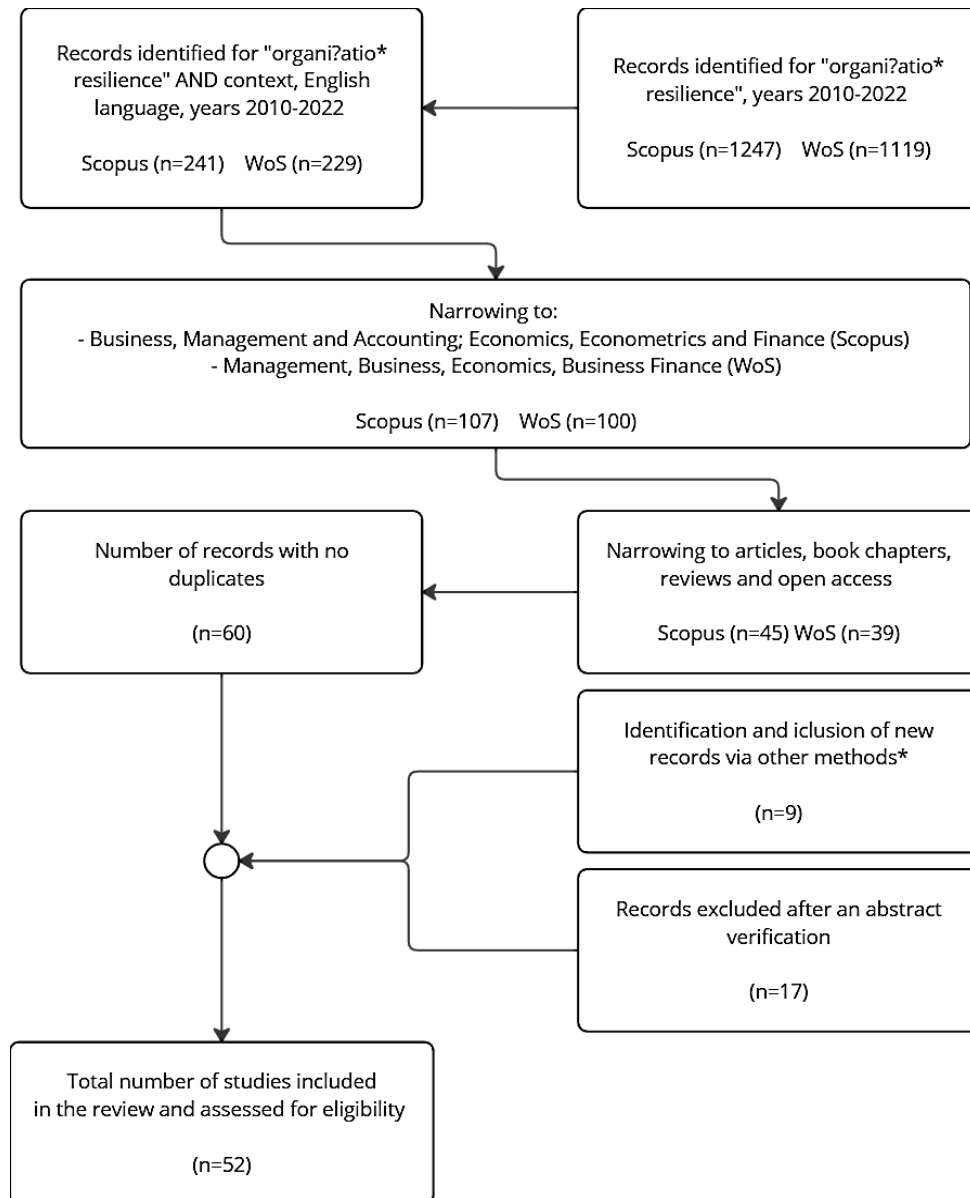 Records identified for "organi?atio*
resilience" AND context, English
language, years 2010-2022
Scopus (n=241) WoS (n=229)
Records identified for "organi?atio*
resilience", years 2010-2022
Scopus (n=1247) WoS (n=1119)
Narrowing to:
- Business, Management and Accounting; Economics, Econometrics and Finance (Scopus)
- Management, Business, Economics, Business Finance (WoS)
Scopus (n=107) WoS (n=100)
Number of records with no
duplicates
(n=60)
Narrowing to articles, book chapters,
reviews and open access
Scopus (n=45) WoS (n=39)
Identification and iclusion of new
records via other methods*
(n=9)
Records excluded after an abstract
verification
(n=17)
Total number of studies included
in the review and assessed for eligibility
(n=52)